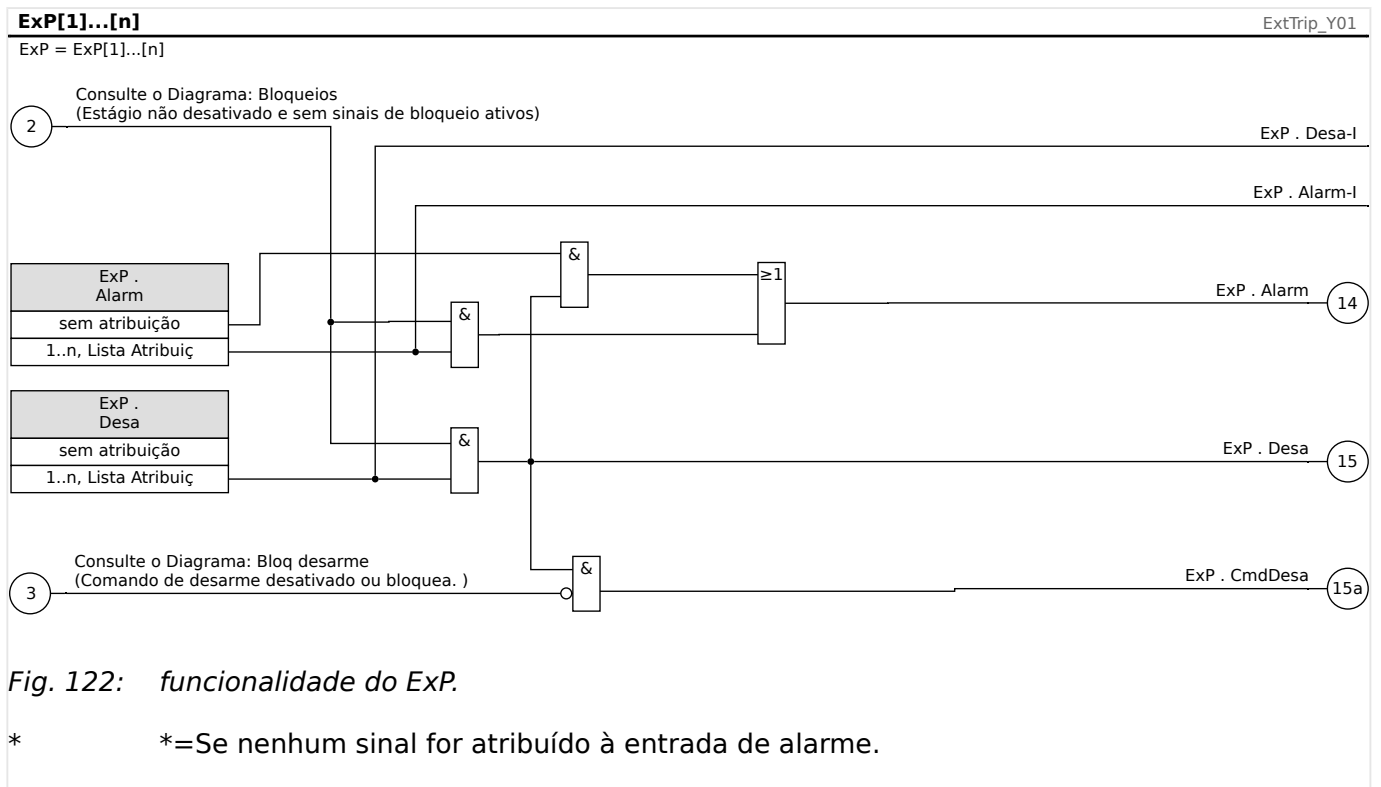 ExP[1]...[n]
ExtTrip_Y01
ExP = ExP[1]...[n]
Consulte o Diagrama: Bloqueios
(Estágio não desativado e sem sinais de bloqueio ativos)
2
ExP . Desa-I
ExP . Alarm-I
&
ExP .
Alarm
sem atribuição
1..n, Lista Atribuiç
&
≥1
ExP . Alarm
14
ExP .
Desa
sem atribuição
1..n, Lista Atribuiç
&
ExP . Desa
15
Consulte o Diagrama: Bloq desarme
(Comando de desarme desativado ou bloquea. )
3
&
ExP . CmdDesa
15a
Fig. 122: funcionalidade do ExP.
* *=Se nenhum sinal for atribuído à entrada de alarme.